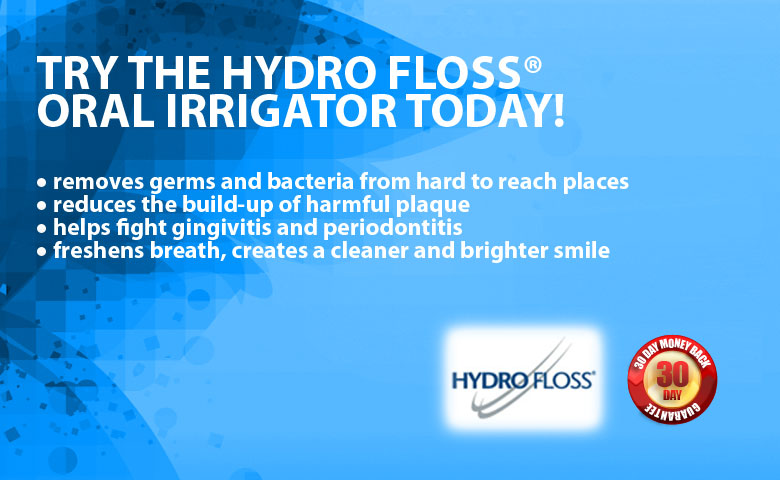 TRY THE HYDRO FLOSS®
ORAL IRRIGATOR TODAY!
• removes germs and bacteria from hard to reach places
• reduces the build-up of harmful plaque
• helps fight gingivitis and periodontitis
• freshens breath, creates a cleaner and brighter smile
HYDRO FLOSS®
30 DAY MONEY BACK
30
DAY
GUARANTEE